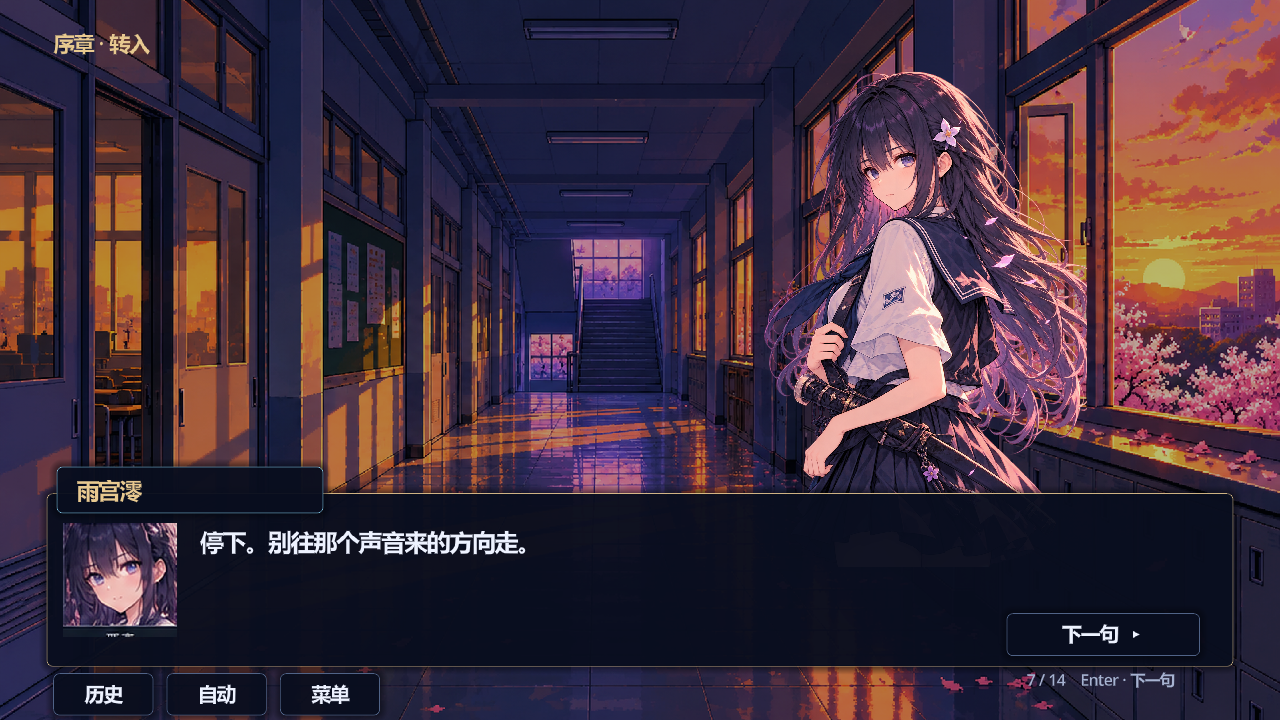 序章 · 转入
雨宫澪
停下。别往那个声音来的方向走。
下一句 ▸
历史
自动
菜单
7 / 14 Enter · 下一句